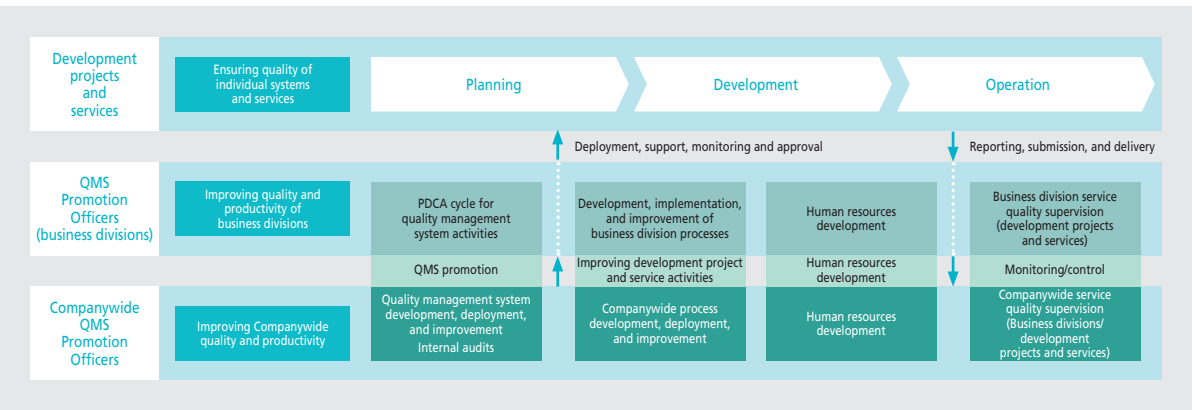 Development
projects
and
services
Ensuring quality of
individual systems
and services
Planning
Development
Operation
Deployment, support, monitoring and approval
Reporting, submission, and delivery
QMS
Promotion
Officers
(business divisions)
Improving quality and
productivity of
business divisions
PDCA cycle for
quality management
system activities
Development, implementation,
and improvement of
business division processes
Human resources
development
Business division service
quality supervision
(development projects
and services)
QMS promotion
Improving development project
and service activities
Human resources
development
Monitoring/control
Companywide
QMS
Promotion
Officers
Improving Companywide
quality and productivity
Quality management system
development, deployment,
and improvement
Internal audits
Companywide process
development, deployment,
and improvement
Human resources
development
Companywide service
quality supervision
(Business divisions/
development
projects and services)